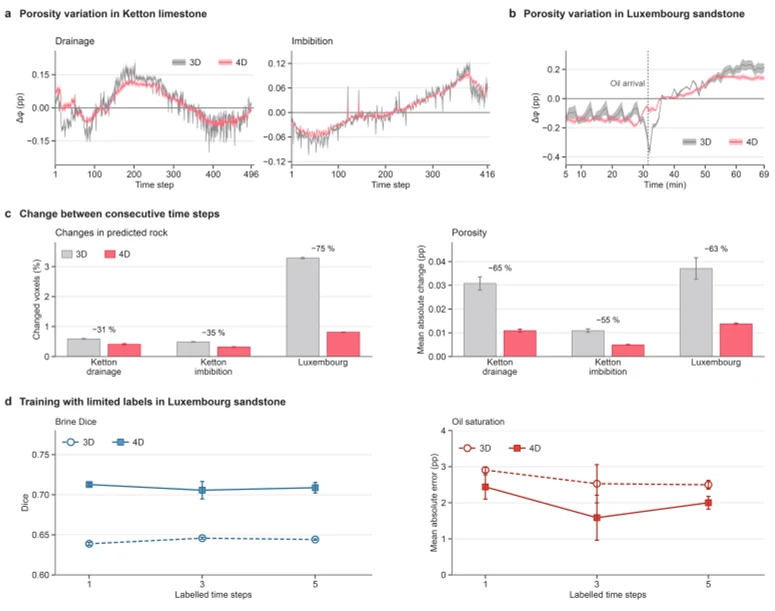 a Porosity variation in Ketton limestone
Drainage
3D
4D
Δφ (pp)
0.15
0.00
−0.15
1
100
200
300
400
496
Time step
Imbibition
0.12
0.06
0.00
−0.06
−0.12
1
100
200
300
416
Time step
b Porosity variation in Luxembourg sandstone
Oil arrival
Δφ (pp)
0.2
0.0
−0.2
−0.4
3D
4D
5
10
20
30
40
50
60
69
Time (min)
c Change between consecutive time steps
Changes in predicted rock
3D
4D
Changed voxels (%)
3
2
1
0
−31 %
−35 %
−75 %
Ketton drainage
Ketton imbibition
Luxembourg
Porosity
Mean absolute change (pp)
0.04
0.03
0.02
0.01
0.00
−65 %
−55 %
−63 %
Ketton drainage
Ketton imbibition
Luxembourg
d Training with limited labels in Luxembourg sandstone
Brine Dice
3D
4D
Dice
0.75
0.70
0.65
0.60
1
3
5
Labelled time steps
Oil saturation
3D
4D
Mean absolute error (pp)
4
3
2
1
0
1
3
5
Labelled time steps